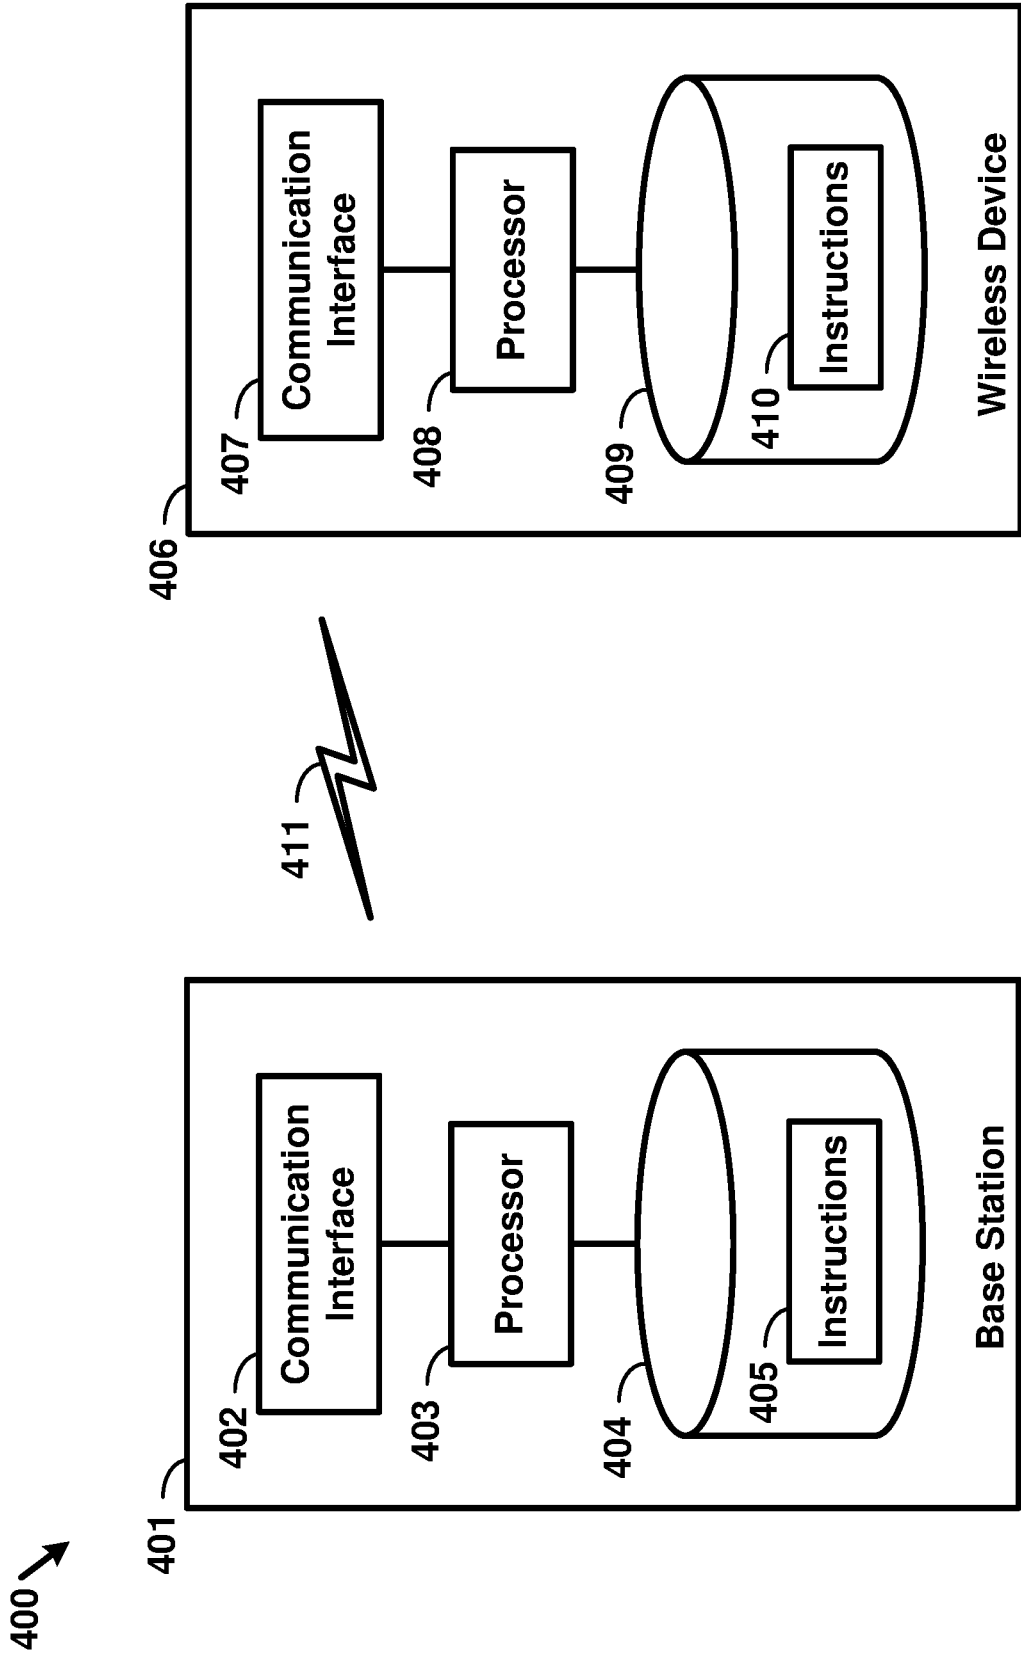 400
401
402
Communication
Interface
403
Processor
404
405
Instructions
Base Station
411
406
407
Communication
Interface
408
Processor
409
410
Instructions
Wireless Device